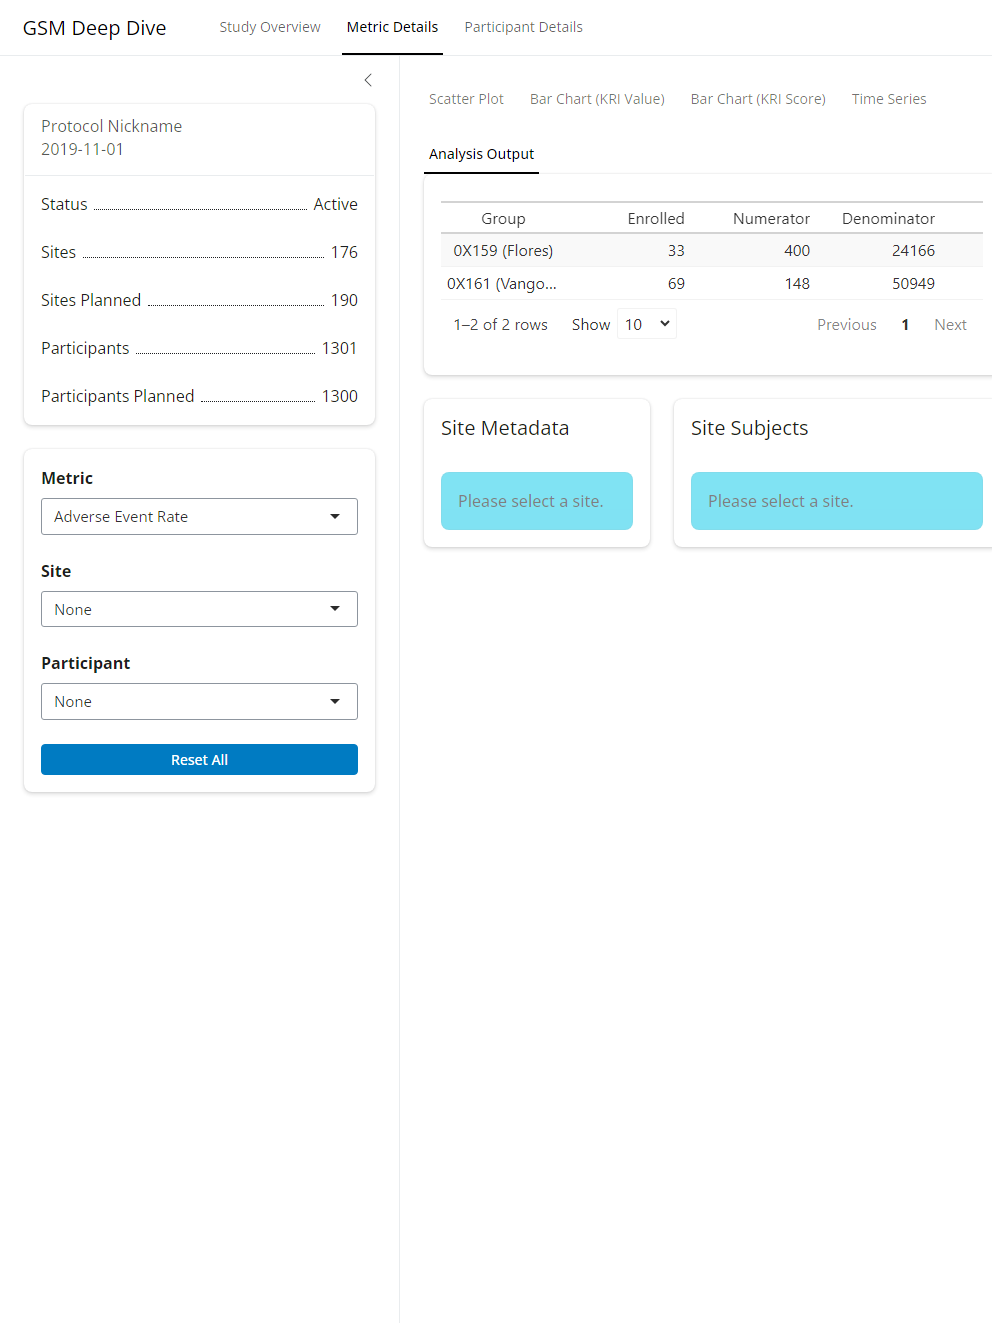 GSM Deep Dive
Study Overview
Metric Details
Participant Details
Protocol Nickname
2019-11-01
Status Active
Sites 176
Sites Planned 190
Participants 1301
Participants Planned 1300
Metric
Adverse Event Rate
Site
None
Participant
None
Reset All
Scatter Plot
Bar Chart (KRI Value)
Bar Chart (KRI Score)
Time Series
Analysis Output
Group Enrolled Numerator Denominator
0X159 (Flores) 33 400 24166
0X161 (Vango... 69 148 50949
1–2 of 2 rows Show 10 Previous 1 Next
Site Metadata
Please select a site.
Site Subjects
Please select a site.